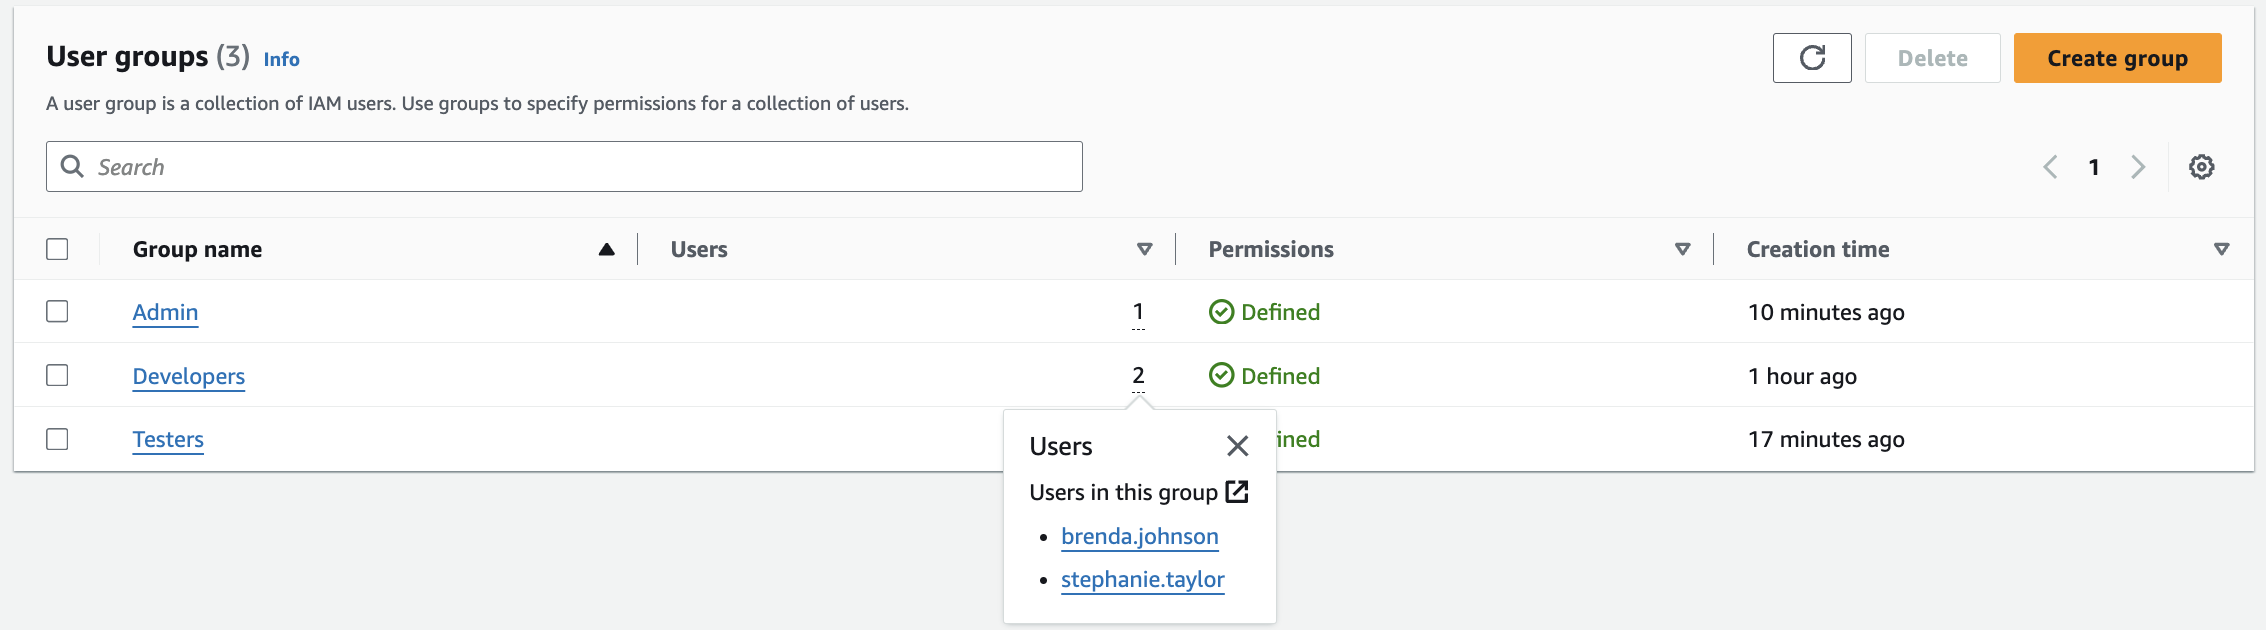 User groups (3) Info
Delete
Create group
A user group is a collection of IAM users. Use groups to specify permissions for a collection of users.
Search
1
Group name Users Permissions Creation time
Admin 1 Defined 10 minutes ago
Developers 2 Defined 1 hour ago
Testers ined 17 minutes ago
Users
Users in this group
brenda.johnson
stephanie.taylor